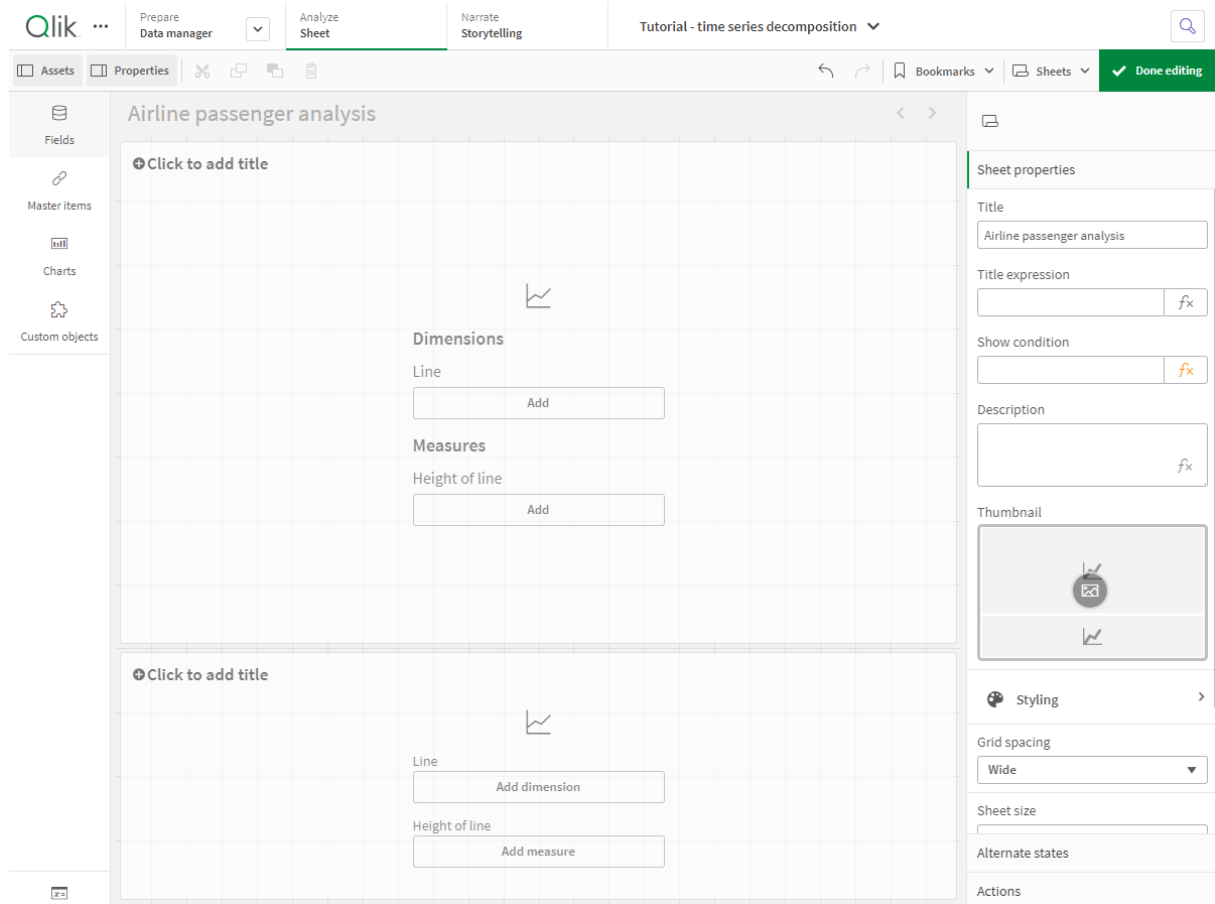 Qlik
Prepare
Data manager
Analyze
Sheet
Narrate
Storytelling
Tutorial - time series decomposition
Assets
Properties
Bookmarks
Sheets
Done editing
Fields
Master items
Charts
Custom objects
Airline passenger analysis
Click to add title
Dimensions
Line
Add
Measures
Height of line
Add
Click to add title
Line
Add dimension
Height of line
Add measure
Sheet properties
Title
Airline passenger analysis
Title expression
fx
Show condition
fx
Description
fx
Thumbnail
Styling
Grid spacing
Wide
Sheet size
Alternate states
Actions
x=